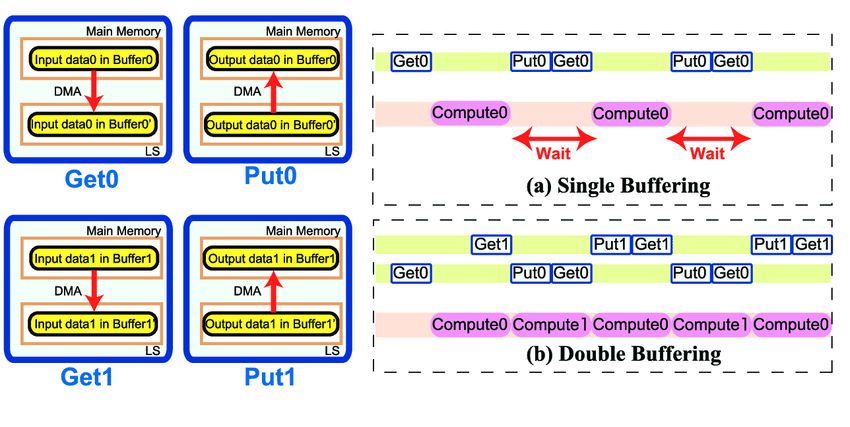 Main Memory
Input data0 in Buffer0
DMA
Input data0 in Buffer0'
LS
Get0
Main Memory
Output data0 in Buffer0
DMA
Output data0 in Buffer0'
LS
Put0
Main Memory
Input data1 in Buffer1
DMA
Input data1 in Buffer1'
LS
Get1
Main Memory
Output data1 in Buffer1
DMA
Output data1 in Buffer1'
LS
Put1
Get0 Put0 Get0 Put0 Get0
Compute0 Compute0 Compute0
Wait Wait
(a) Single Buffering
Get1 Put1 Get1 Put1 Get1
Get0 Put0 Get0 Put0 Get0
Compute0 Compute1 Compute0 Compute1 Compute0
(b) Double Buffering